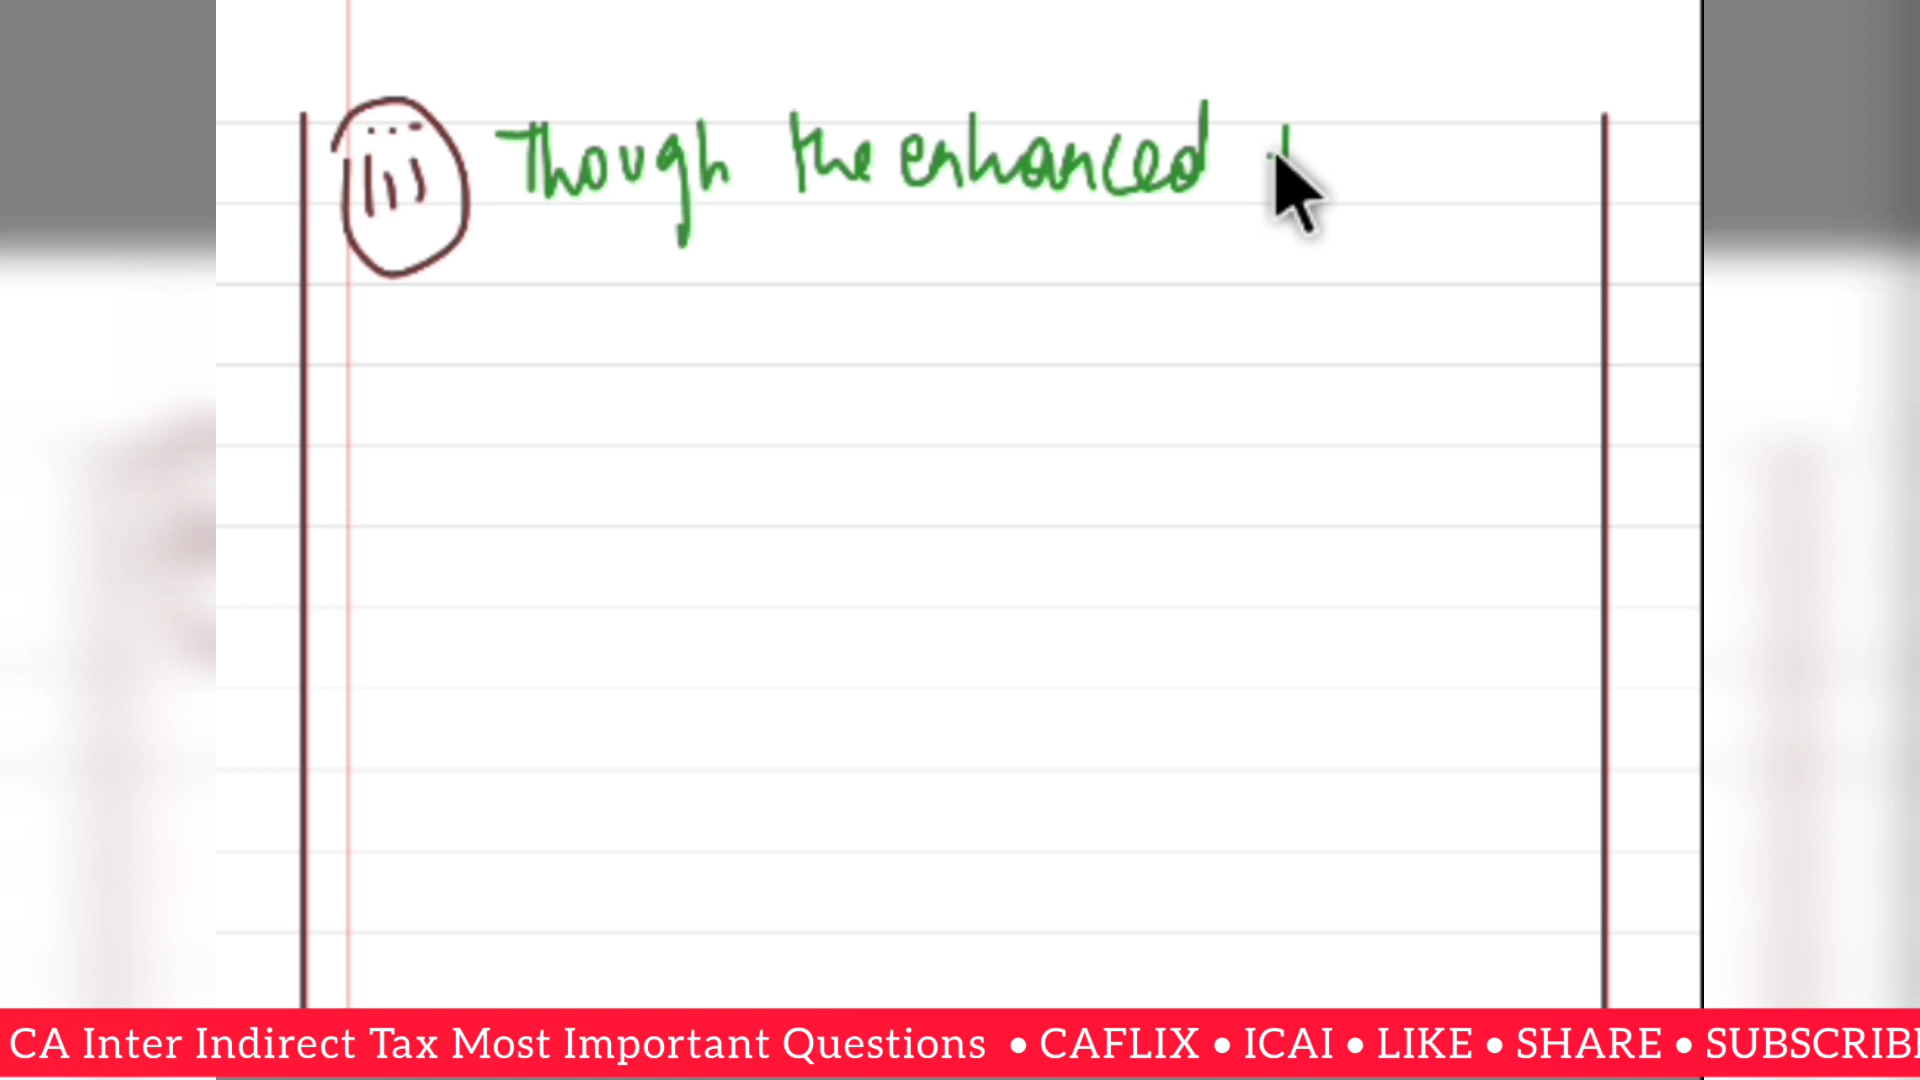 (iii) Though the enhanced
CA Inter Indirect Tax Most Important Questions • CAFLIX • ICAI • LIKE • SHARE • SUBSCRIB